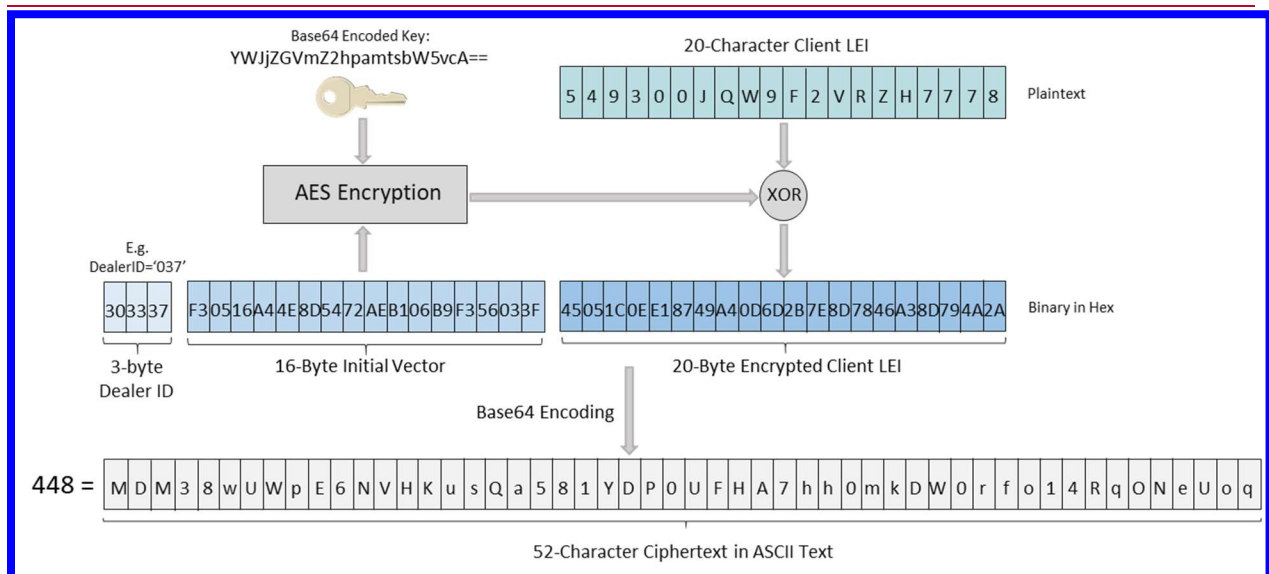 Base64 Encoded Key:
YWJjZGVmZ2hpamtsbW5vcA==
20-Character Client LEI
5 4 9 3 0 0 J Q W 9 F 2 V R Z H 7 7 7 8
Plaintext
AES Encryption
XOR
E.g.
DealerID='037'
30 33 37
F3 05 16 A4 4E 8D 54 72 AE B1 06 B9 F3 56 03 3F
45 05 1C 0E E1 87 49 A4 0D 6D 2B 7E 8D 78 46 A3 8D 79 4A 2A
Binary in Hex
3-byte
Dealer ID
16-Byte Initial Vector
20-Byte Encrypted Client LEI
Base64 Encoding
448 =
M D M 3 8 w U W p E 6 N V H K u s Q a 5 8 1 Y D P 0 U F H A 7 h h 0 m k D W 0 r f o 1 4 R q O N e U o q
52-Character Ciphertext in ASCII Text